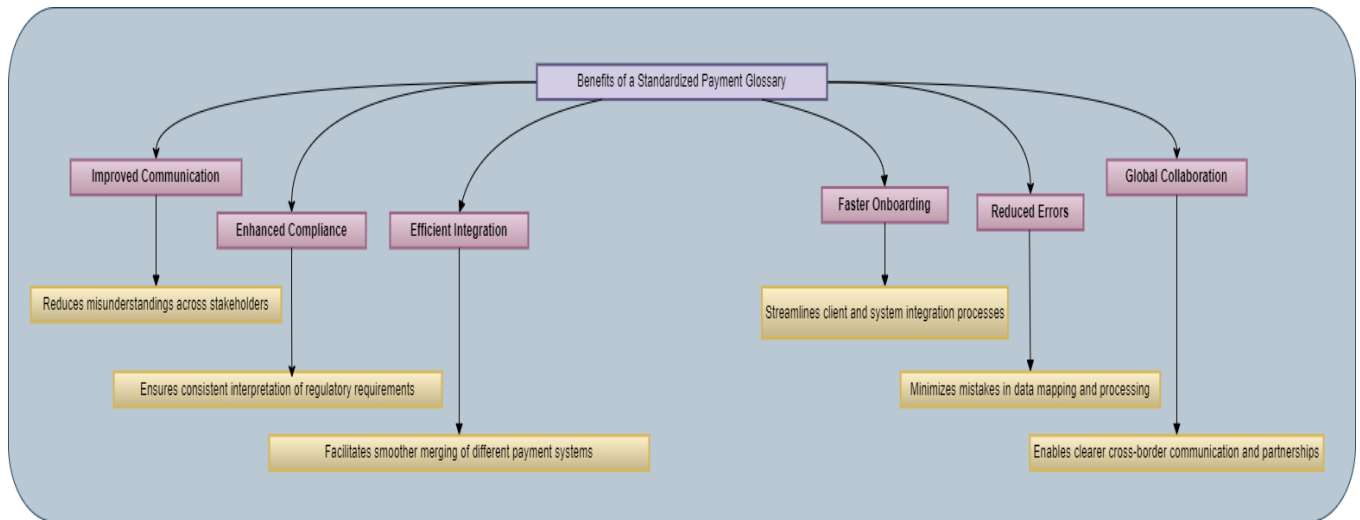 Benefits of a Standardized Payment Glossary
Improved Communication
Global Collaboration
Faster Onboarding
Reduced Errors
Enhanced Compliance
Efficient Integration
Reduces misunderstandings across stakeholders
Streamlines client and system integration processes
Ensures consistent interpretation of regulatory requirements
Minimizes mistakes in data mapping and processing
Facilitates smoother merging of different payment systems
Enables clearer cross-border communication and partnerships